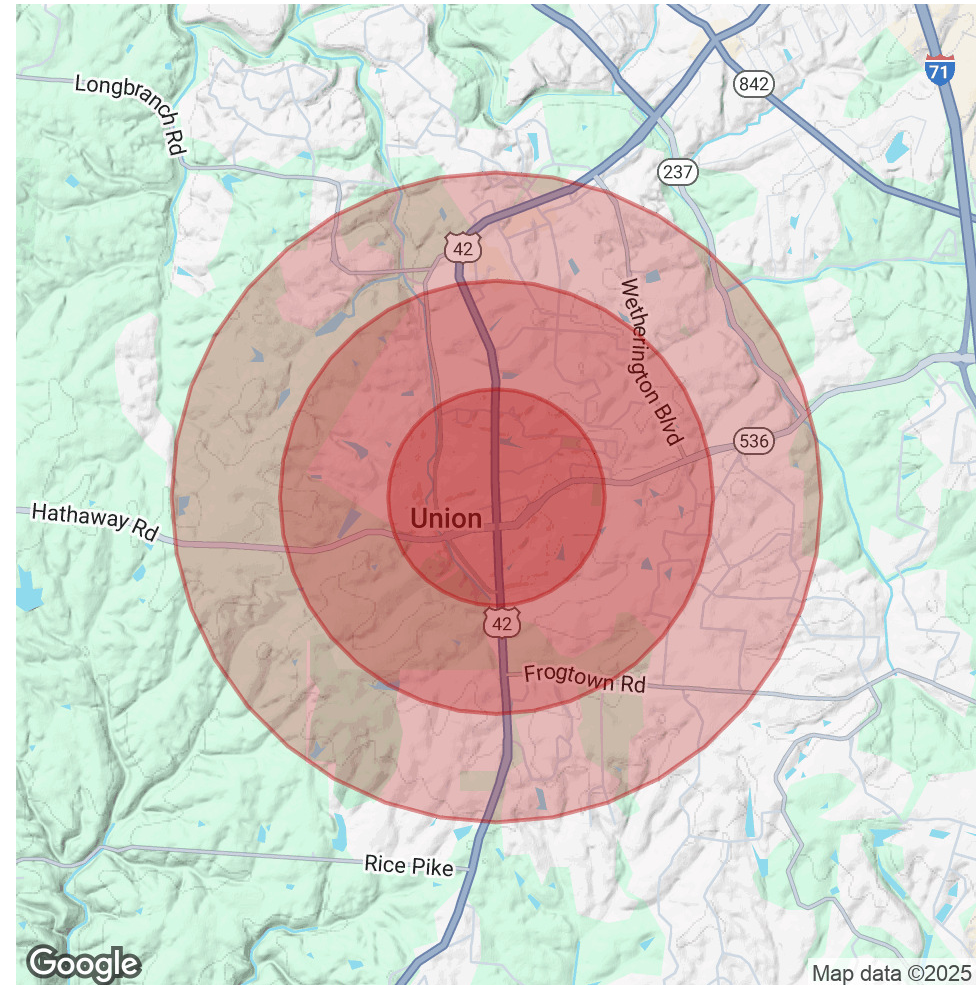 Longbranch Rd
71
842
237
42
Wetherington Blvd
536
Hathaway Rd
Union
42
Frogtown Rd
Rice Pike
Google
Map data ©2025